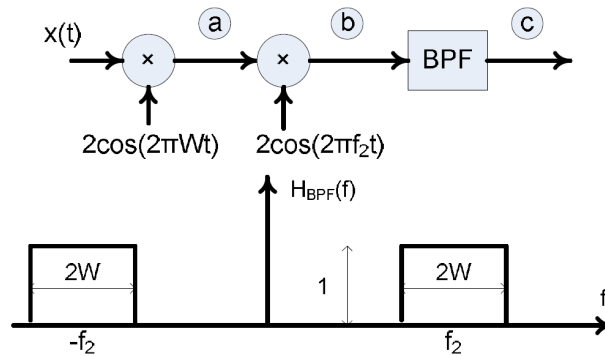 a b c
x(t) × × BPF
2cos(2πWt) 2cos(2πf₂t)
H_BPF(f)
2W 1 2W
f
-f₂ f₂